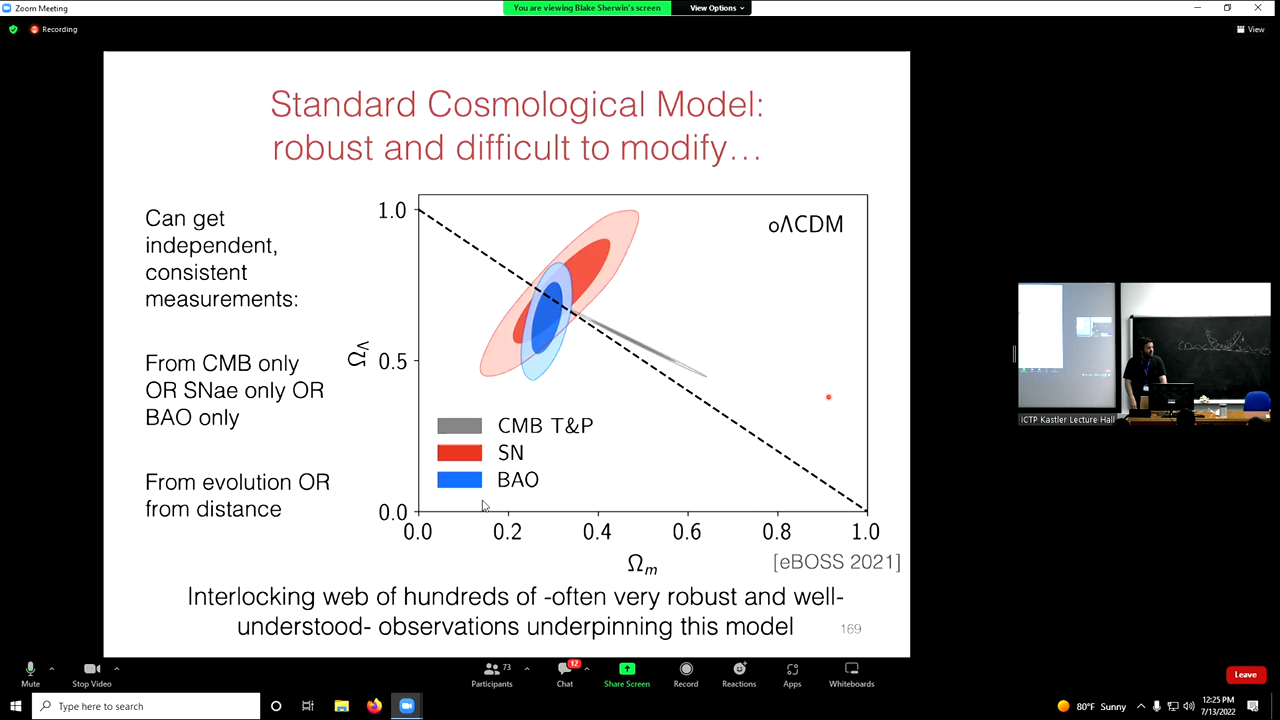 Zoom Meeting
You are viewing Blake Sherwin's screen
View Options
Recording
View
Standard Cosmological Model:
robust and difficult to modify…
Can get
independent,
consistent
measurements:
From CMB only
OR SNae only OR
BAO only
From evolution OR
from distance
1.0
0.5
0.0
Ω_Λ
oΛCDM
CMB T&P
SN
BAO
0.0 0.2 0.4 0.6 0.8 1.0
Ω_m
[eBOSS 2021]
Interlocking web of hundreds of -often very robust and well-
understood- observations underpinning this model
169
ICTP Kastler Lecture Hall
Mute
Stop Video
Participants 73
Chat 12
Share Screen
Record
Reactions
Apps
Whiteboards
Leave
Type here to search
80°F Sunny
12:25 PM
7/13/2022